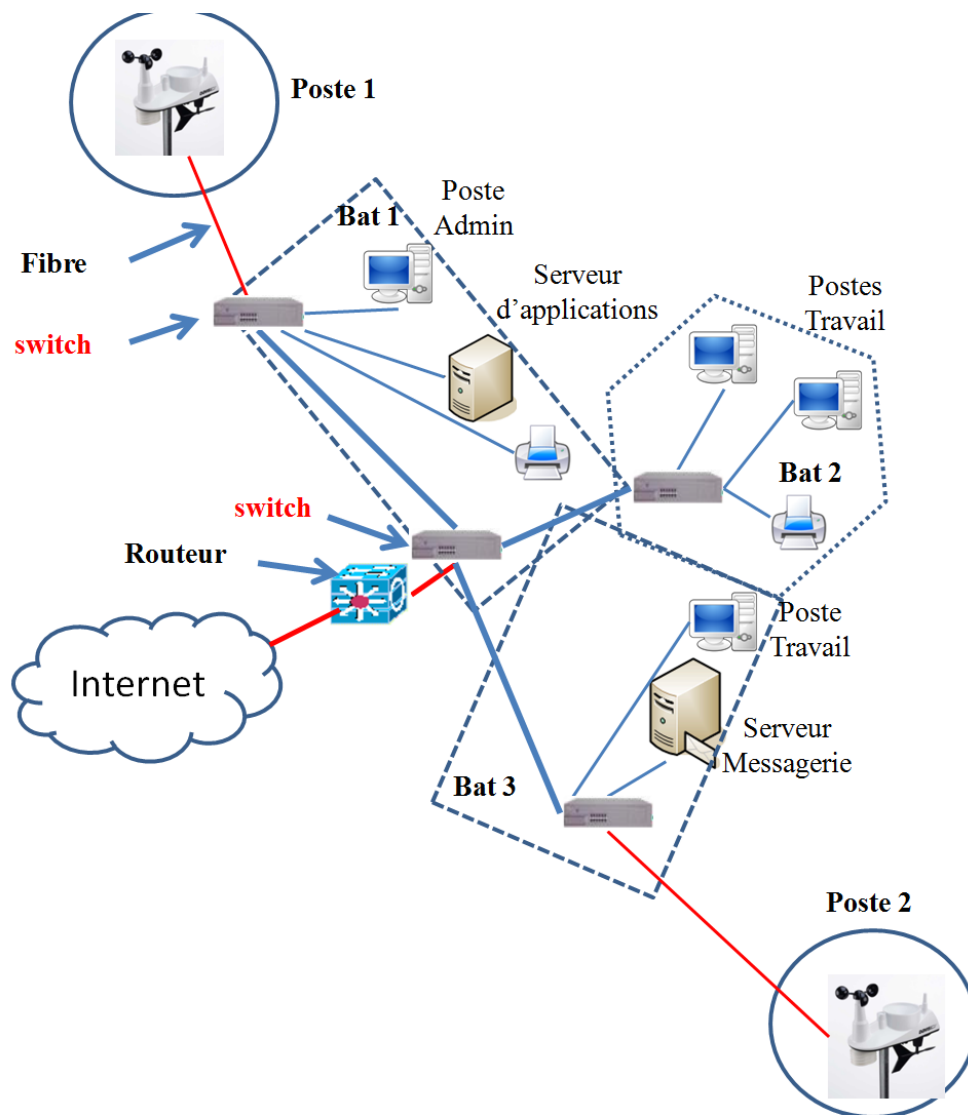 Poste 1
Bat 1
Poste
Admin
Fibre
Serveur
d’applications
Postes
Travail
switch
Bat 2
switch
Routeur
Poste
Travail
Internet
Serveur
Messagerie
Bat 3
Poste 2